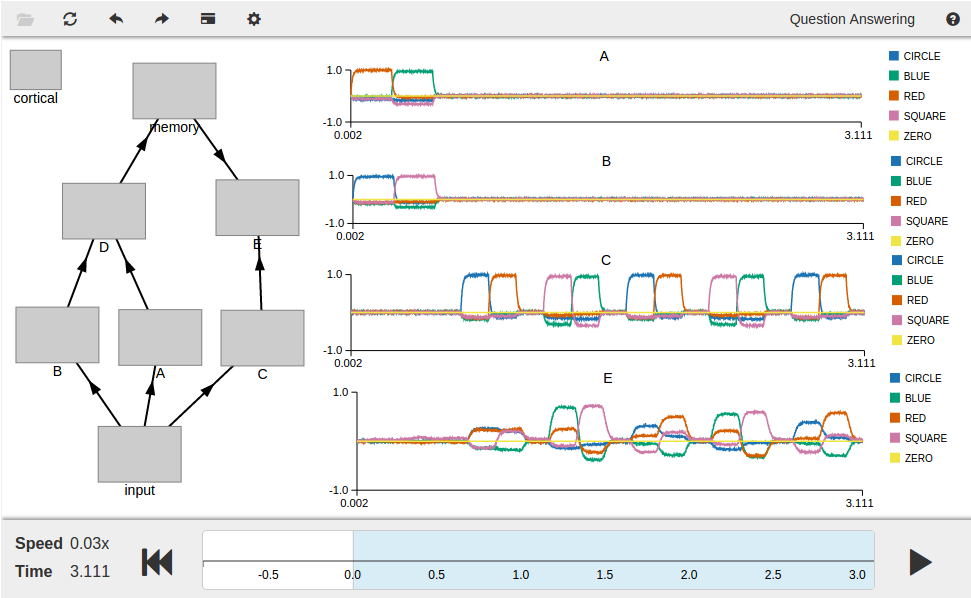 Question Answering
cortical
memory
D
E
B
A
C
input
A
1.0
-1.0
0.002
3.111
CIRCLE
BLUE
RED
SQUARE
ZERO
B
1.0
-1.0
0.002
3.111
CIRCLE
BLUE
RED
SQUARE
ZERO
C
1.0
-1.0
0.002
3.111
CIRCLE
BLUE
RED
SQUARE
ZERO
E
1.0
-1.0
0.002
3.111
CIRCLE
BLUE
RED
SQUARE
ZERO
Speed 0.03x
Time 3.111
-0.5 0.0 0.5 1.0 1.5 2.0 2.5 3.0